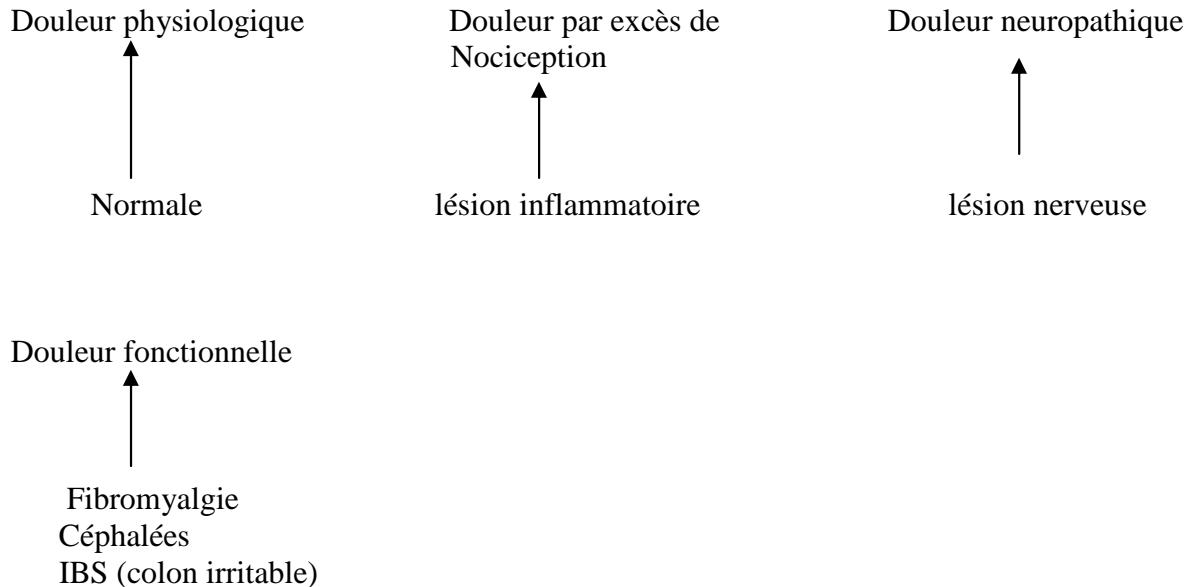 Douleur physiologique
Normale
Douleur par excès de
Nociception
lésion inflammatoire
Douleur neuropathique
lésion nerveuse
Douleur fonctionnelle
Fibromyalgie
Céphalées
IBS (colon irritable)